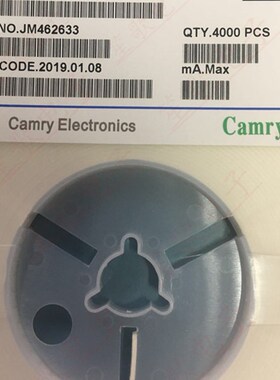 NO.JM462633
QTY.4000 PCS
CODE.2019.01.08
mA.Max
Camry Electronics
Camry